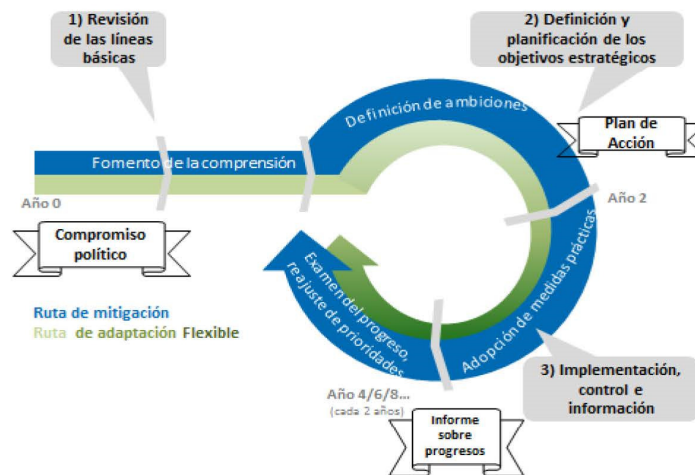 1) Revisión
de las líneas
básicas
2) Definición y
planificación de los
objetivos estratégicos
Definición de ambiciones
Plan de
Acción
Fomento de la comprensión
Año 0
Año 2
Compromiso
político
Examen del progreso,
reajuste de prioridades
Adopción de medidas prácticas
Ruta de mitigación
Ruta de adaptación Flexible
3) Implementación,
control e
información
Año 4/6/8...
(cada 2 años)
Informe
sobre
progresos